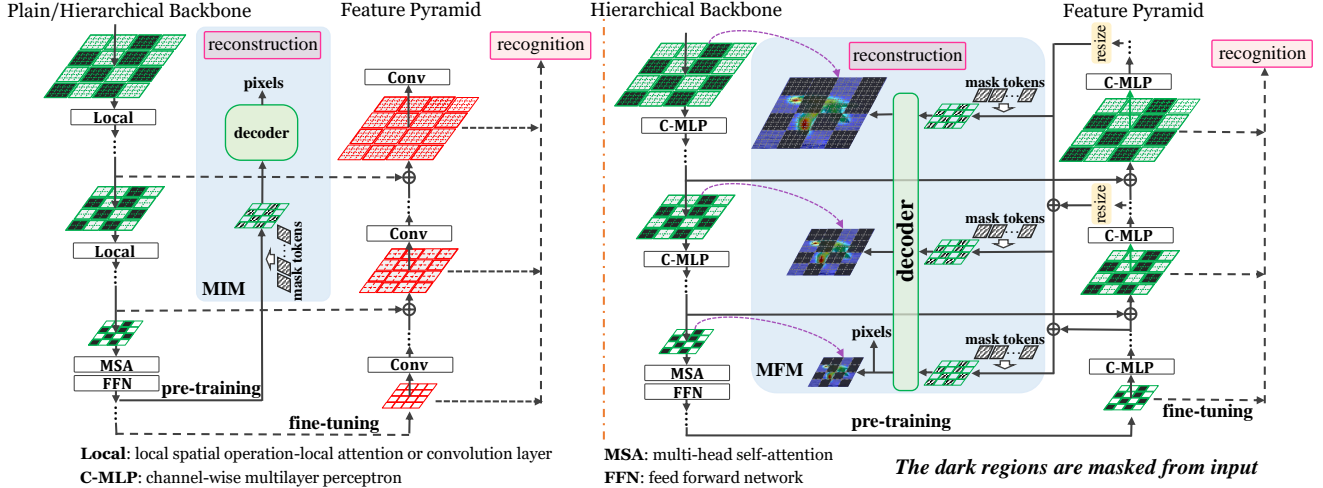 Plain/Hierarchical Backbone
Feature Pyramid
reconstruction
recognition
pixels
Conv
decoder
Local
Conv
mask tokens
Local
MIM
MSA
FFN
Conv
pre-training
fine-tuning
Local: local spatial operation-local attention or convolution layer
C-MLP: channel-wise multilayer perceptron
Hierarchical Backbone
Feature Pyramid
reconstruction
resize
recognition
mask tokens
C-MLP
C-MLP
decoder
mask tokens
resize
C-MLP
C-MLP
pixels
mask tokens
MFM
C-MLP
MSA
FFN
pre-training
fine-tuning
MSA: multi-head self-attention
FFN: feed forward network
The dark regions are masked from input